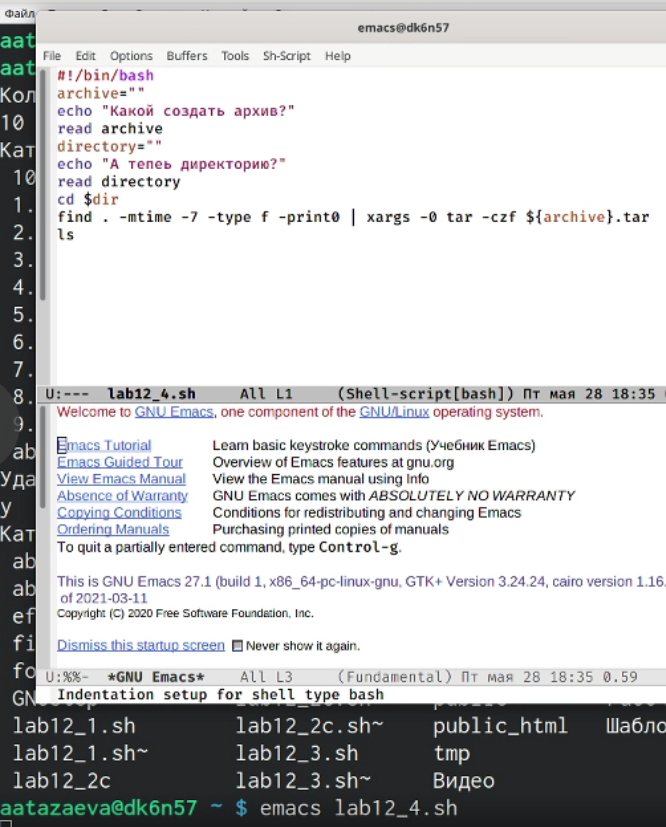 Файл
emacs@dk6n57
File Edit Options Buffers Tools Sh-Script Help
#!/bin/bash
archive=""
echo "Какой создать архив?"
read archive
directory=""
echo "А тепеь директорию?"
read directory
cd $dir
find . -mtime -7 -type f -print0 | xargs -0 tar -czf ${archive}.tar
ls
aat
aat
Кол
10
Кат
10
1.
2.
3.
4.
5.
6.
7.
8.
9.
ab
Уда
y
Кат
ab
ab
ef
fi
fo
U:--- lab12_4.sh All L1 (Shell-script[bash]) Пт мая 28 18:35
Welcome to GNU Emacs, one component of the GNU/Linux operating system.
Emacs Tutorial Learn basic keystroke commands (Учебник Emacs)
Emacs Guided Tour Overview of Emacs features at gnu.org
View Emacs Manual View the Emacs manual using Info
Absence of Warranty GNU Emacs comes with ABSOLUTELY NO WARRANTY
Copying Conditions Conditions for redistributing and changing Emacs
Ordering Manuals Purchasing printed copies of manuals
To quit a partially entered command, type Control-g.
This is GNU Emacs 27.1 (build 1, x86_64-pc-linux-gnu, GTK+ Version 3.24.24, cairo version 1.16.
of 2021-03-11
Copyright (C) 2020 Free Software Foundation, Inc.
Dismiss this startup screen Never show it again.
U:%%- *GNU Emacs* All L3 (Fundamental) Пт мая 28 18:35 0.59
Indentation setup for shell type bash
lab12_1.sh lab12_2c.sh~ public_html Шабло
lab12_1.sh~ lab12_3.sh tmp
lab12_2c lab12_3.sh~ Видео
aatazaeva@dk6n57 ~ $ emacs lab12_4.sh